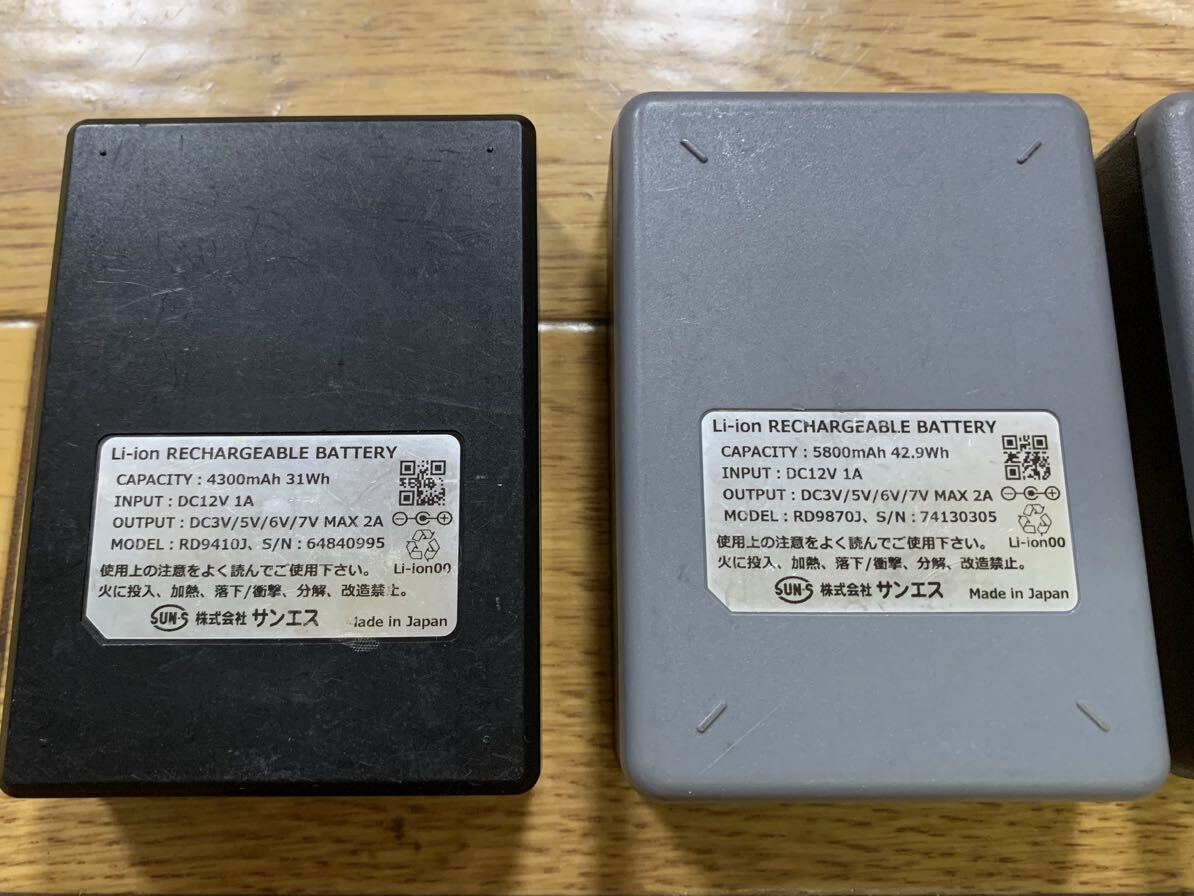 Li-ion RECHARGEABLE BATTERY
CAPACITY : 4300mAh 31Wh
INPUT : DC12V 1A
OUTPUT : DC3V/5V/6V/7V MAX 2A
MODEL : RD9410J、S/N : 64840995
Li-ion00
使用上の注意をよく読んでご使用下さい。
火に投入、加熱、落下/衝撃、分解、改造禁止。
SUN·S 株式会社 サンエス
Made in Japan
Li-ion RECHARGEABLE BATTERY
CAPACITY : 5800mAh 42.9Wh
INPUT : DC12V 1A
OUTPUT : DC3V/5V/6V/7V MAX 2A
MODEL : RD9870J、S/N : 74130305
使用上の注意をよく読んでご使用下さい。 Li-ion00
火に投入、加熱、落下/衝撃、分解、改造禁止。
SUN·S 株式会社 サンエス
Made in Japan